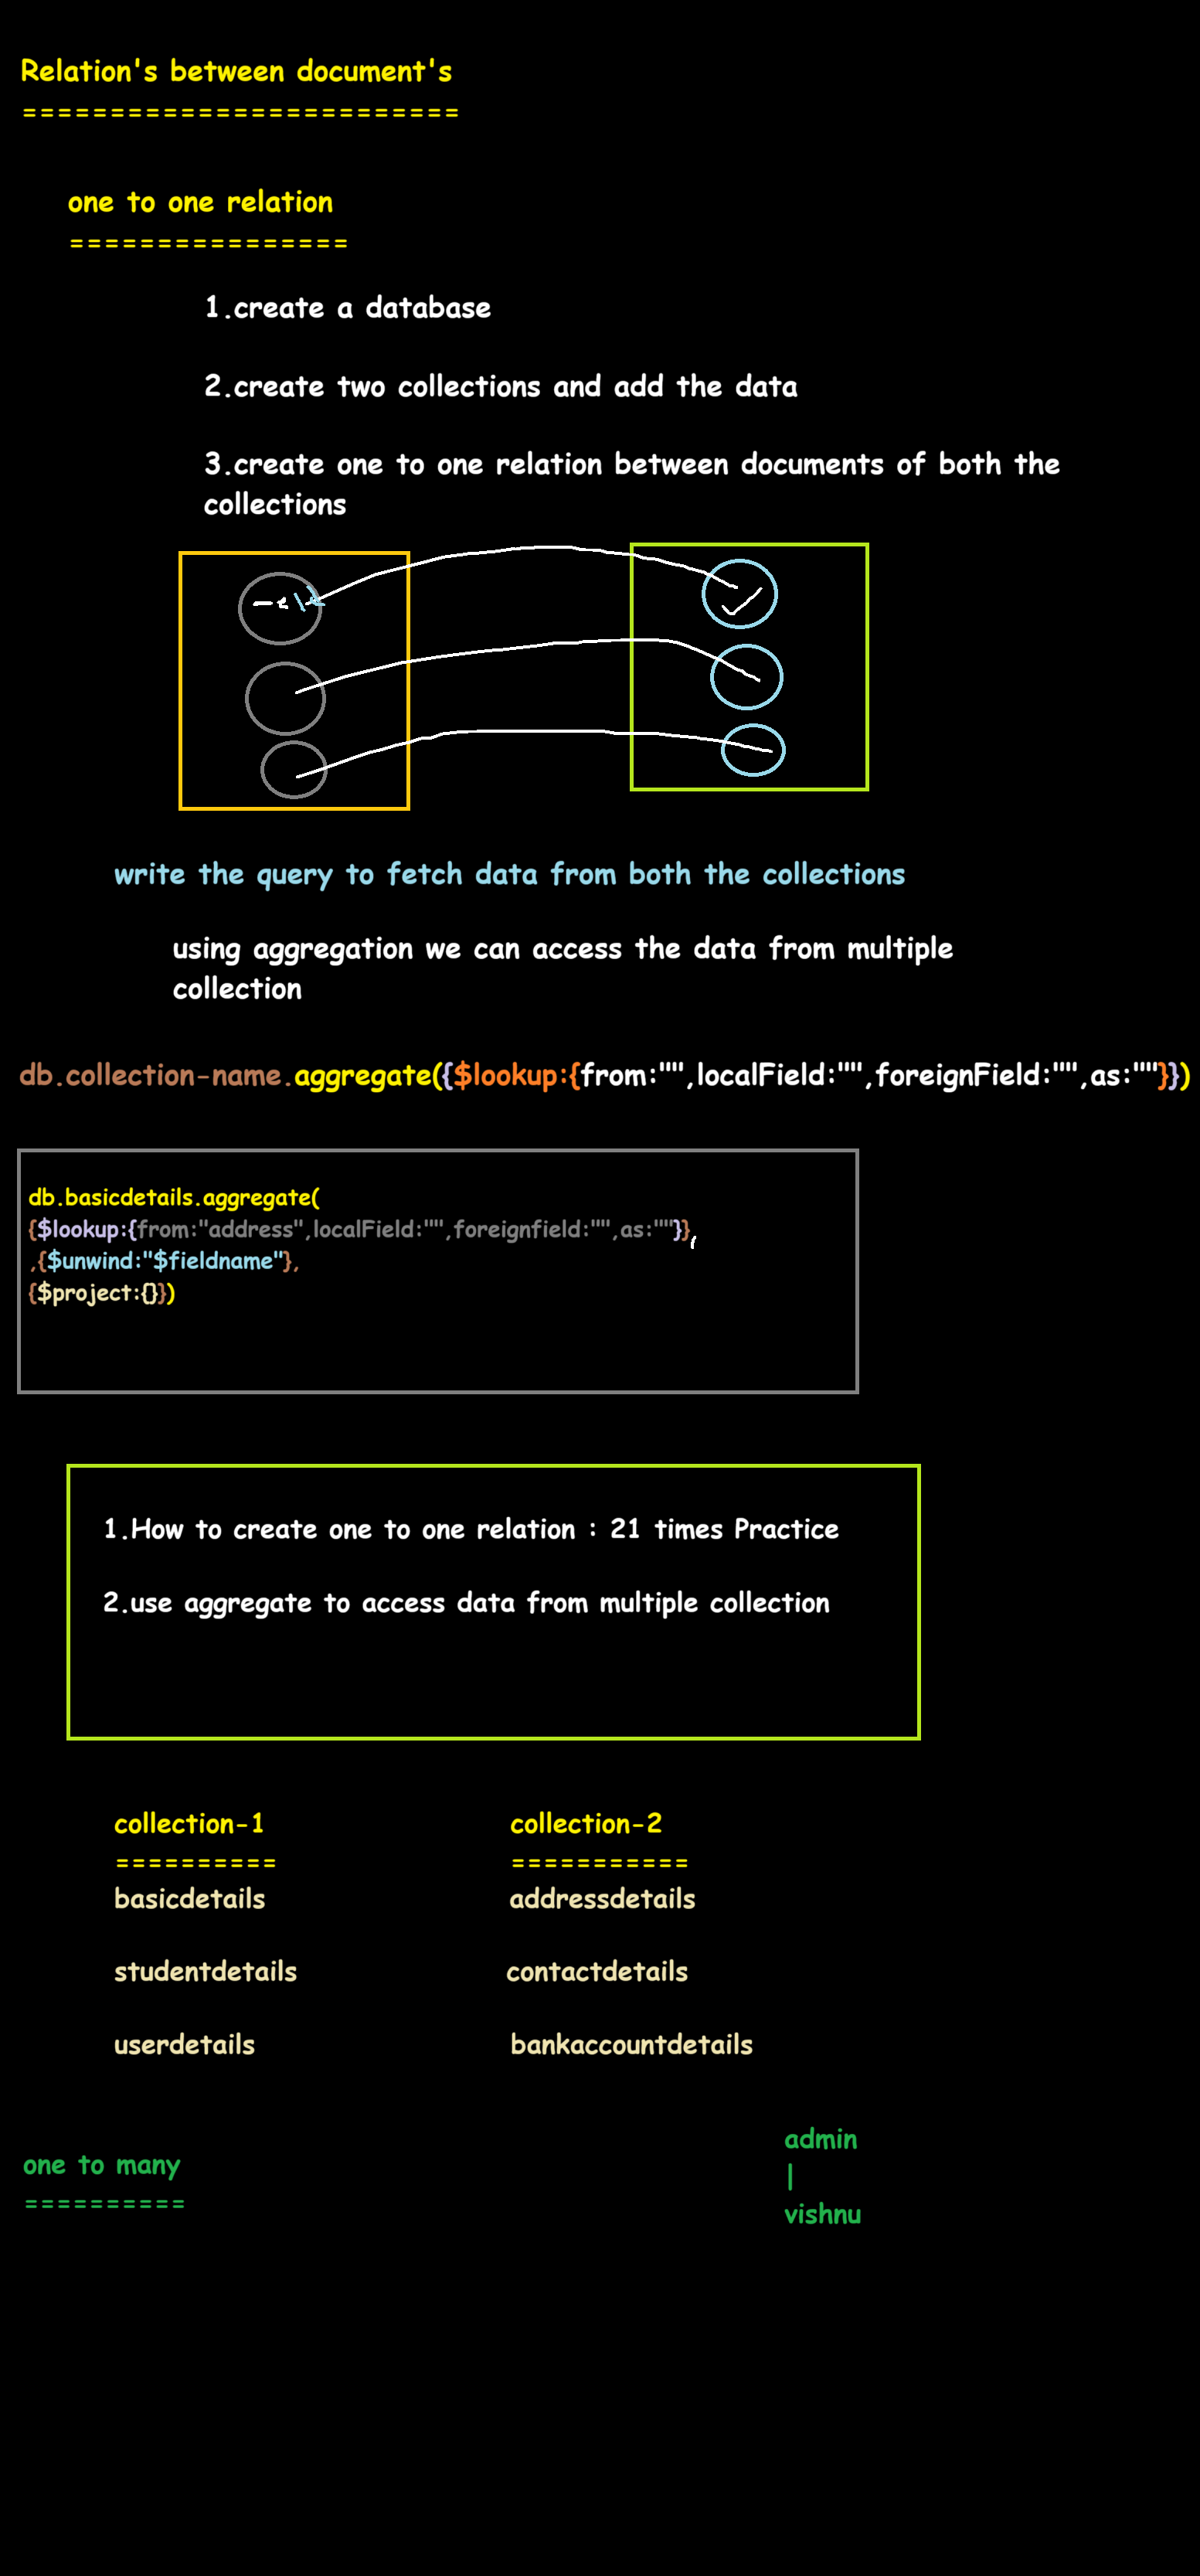 Relation's between document's
=========================
one to one relation
================
1.create a database
2.create two collections and add the data
3.create one to one relation between documents of both the
collections
write the query to fetch data from both the collections
using aggregation we can access the data from multiple
collection
db.collection-name.aggregate({$lookup:{from:"",localField:"",foreignField:"",as:""}})
db.basicdetails.aggregate(
{$lookup:{from:"address",localField:"",foreignfield:"",as:""}},
,{$unwind:"$fieldname"},
{$project:{}})
1.How to create one to one relation : 21 times Practice
2.use aggregate to access data from multiple collection
collection-1 collection-2
========== ===========
basicdetails addressdetails
studentdetails contactdetails
userdetails bankaccountdetails
admin
one to many
|
==========
vishnu